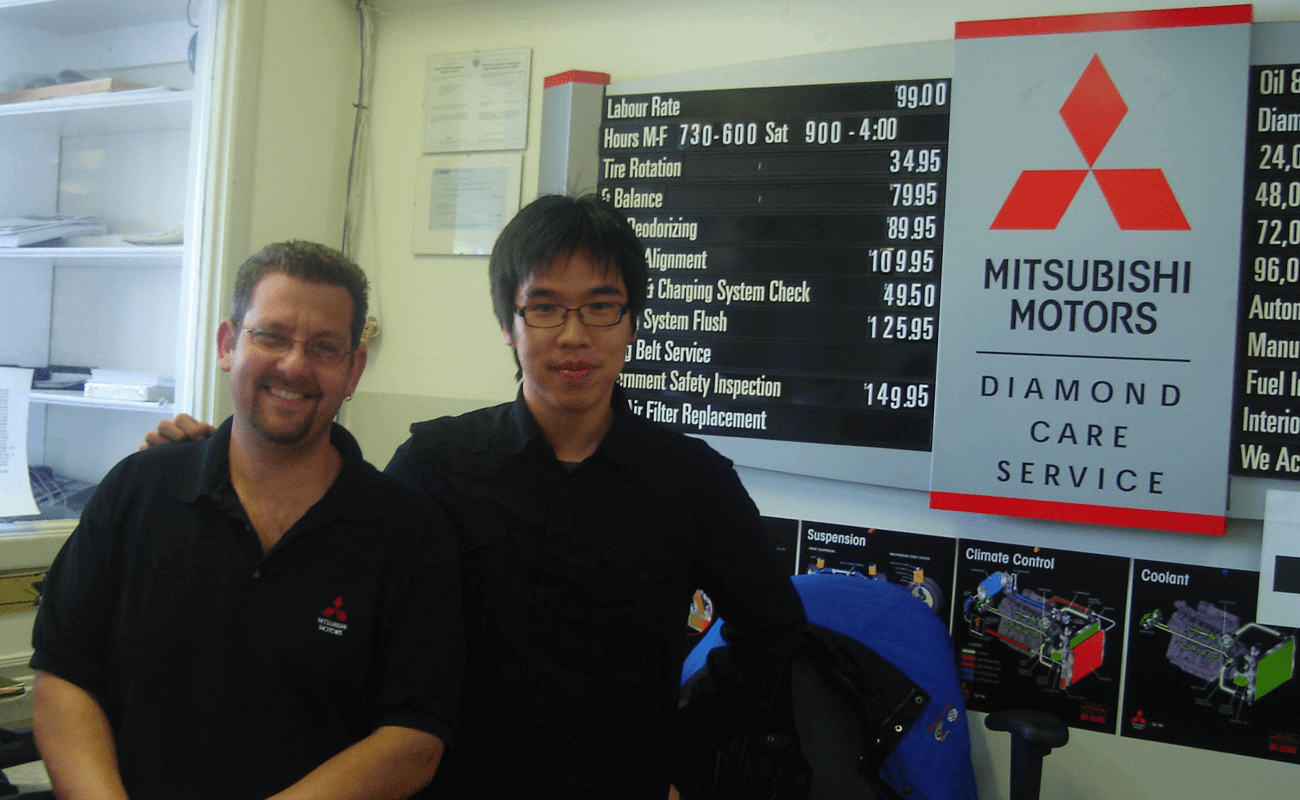 Labour Rate $99.00
Hours M-F 730-600 Sat 900 - 4:00
Tire Rotation 34.95
& Balance $79.95
Deodorizing $89.95
Alignment $109.95
& Charging System Check 49.50
System Flush $125.95
Belt Service
ernment Safety Inspection $149.95
Air Filter Replacement
MITSUBISHI
MOTORS
DIAMOND
CARE
SERVICE
Oil &
Diam
24,0
48,0
72,0
96,0
Autom
Manu
Fuel In
Interio
We Ac
MITSUBISHI
MOTORS
Suspension
Climate Control
Coolant